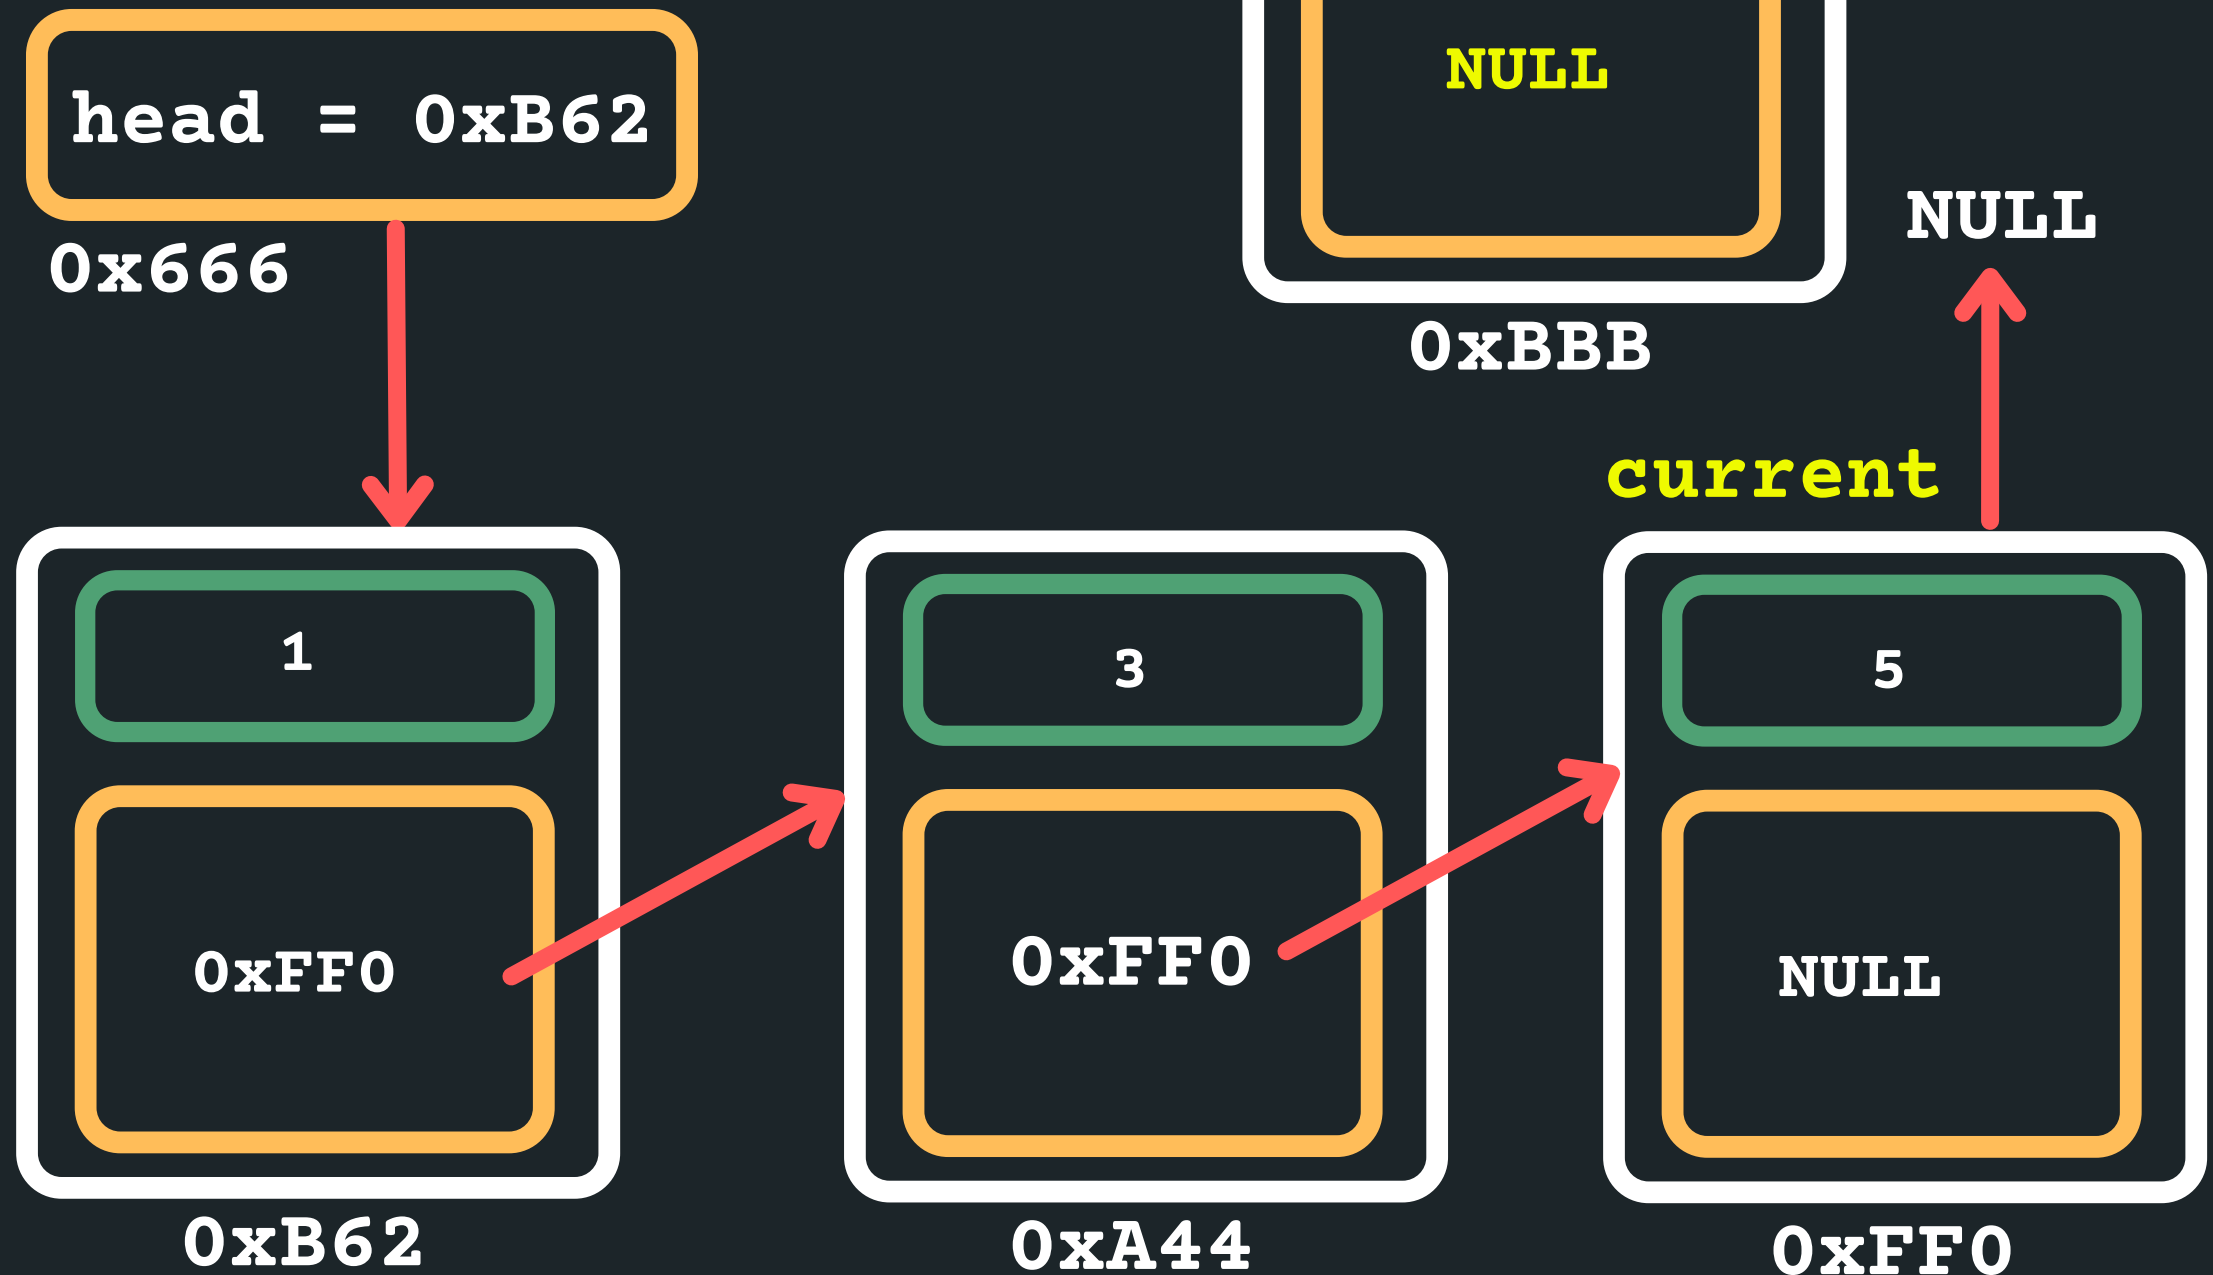 head = 0xB62
0x666
NULL
0xBBB
NULL
current
1
0xFF0
0xB62
3
0xFF0
0xA44
5
NULL
0xFF0